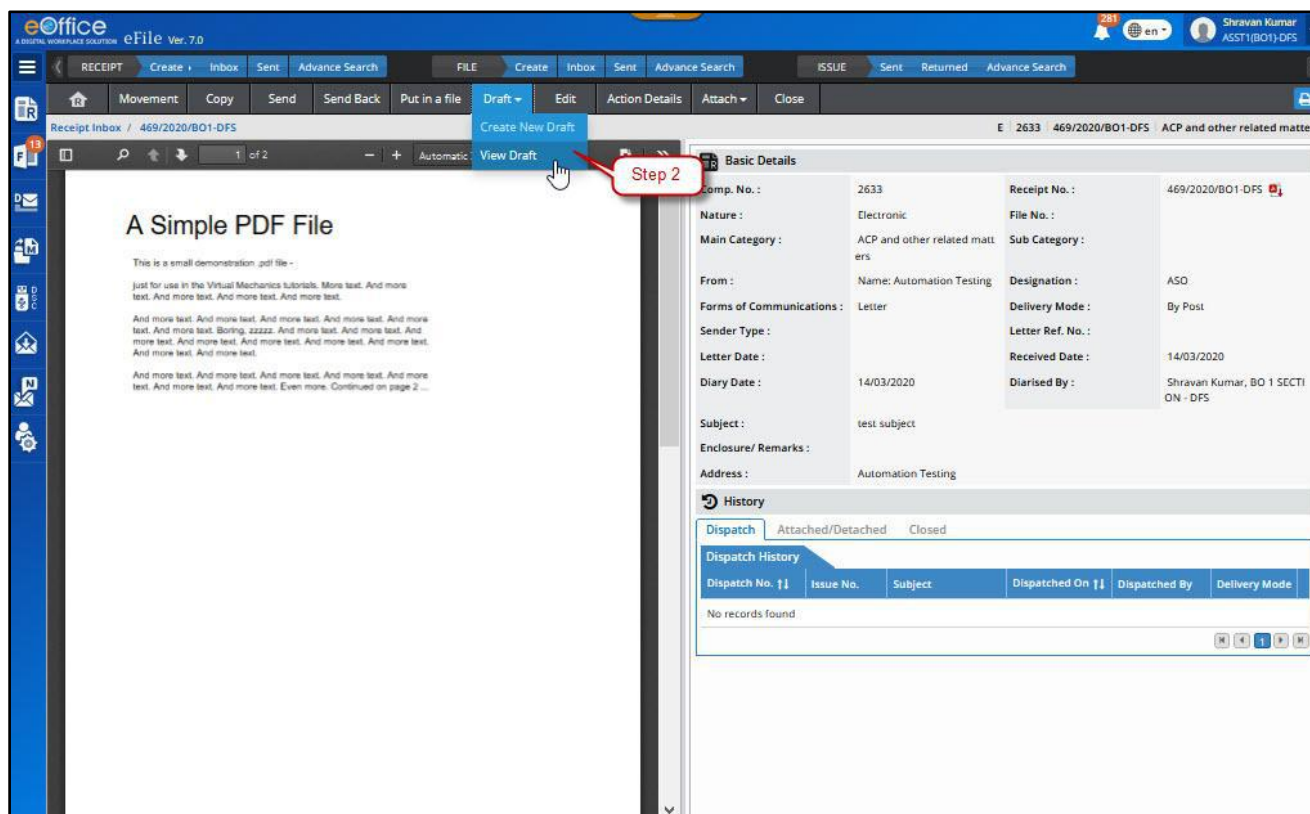 eOffice
A DIGITAL WORKPLACE SOLUTION eFile Ver. 7.0
281
en
Shravan Kumar
ASST1(BO1)-DFS
RECEIPT Create Inbox Sent Advance Search FILE Create Inbox Sent Advance Search ISSUE Sent Returned Advance Search
R Movement Copy Send Send Back Put in a file Draft Edit Action Details Attach Close
Receipt Inbox / 469/2020/BO1-DFS
E 2633 469/2020/BO1-DFS ACP and other related matte
Create New Draft
View Draft
Step 2
13
1 of 2 - + Automatic
A Simple PDF File
This is a small demonstration .pdf file -
just for use in the Virtual Mechanics tutorials. More text. And more
text. And more text. And more text. And more text.
And more text. And more text. And more text. And more text. And more
text. And more text. Boring, zzzzz. And more text. And more text. And
more text. And more text. And more text. And more text. And more text.
And more text. And more text.
And more text. And more text. And more text. And more text. And more
text. And more text. And more text. Even more. Continued on page 2 ...
Basic Details
Comp. No. : 2633 Receipt No. : 469/2020/BO1-DFS
Nature : Electronic File No. :
Main Category : ACP and other related matt
ers
Sub Category :
From : Name: Automation Testing Designation : ASO
Forms of Communications : Letter Delivery Mode : By Post
Sender Type : Letter Ref. No. :
Letter Date : Received Date : 14/03/2020
Diary Date : 14/03/2020 Diarised By : Shravan Kumar, BO 1 SECTI
ON - DFS
Subject : test subject
Enclosure/ Remarks :
Address : Automation Testing
History
Dispatch Attached/Detached Closed
Dispatch History
Dispatch No. Issue No. Subject Dispatched On Dispatched By Delivery Mode
No records found
1